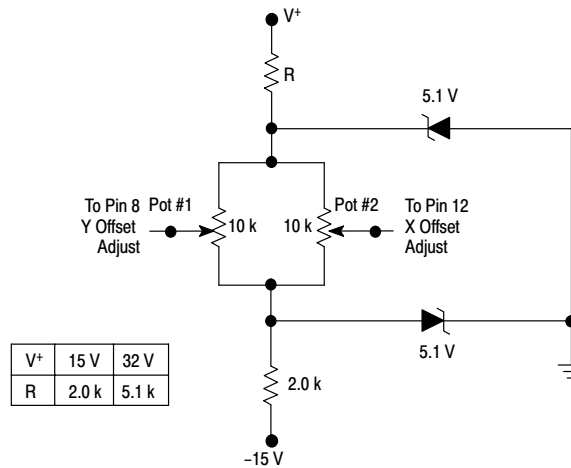 V+
R
5.1 V
To Pin 8
Y Offset
Adjust
Pot #1
10 k
10 k
Pot #2
To Pin 12
X Offset
Adjust
5.1 V
V+ 15 V 32 V
R 2.0 k 5.1 k
2.0 k
–15 V